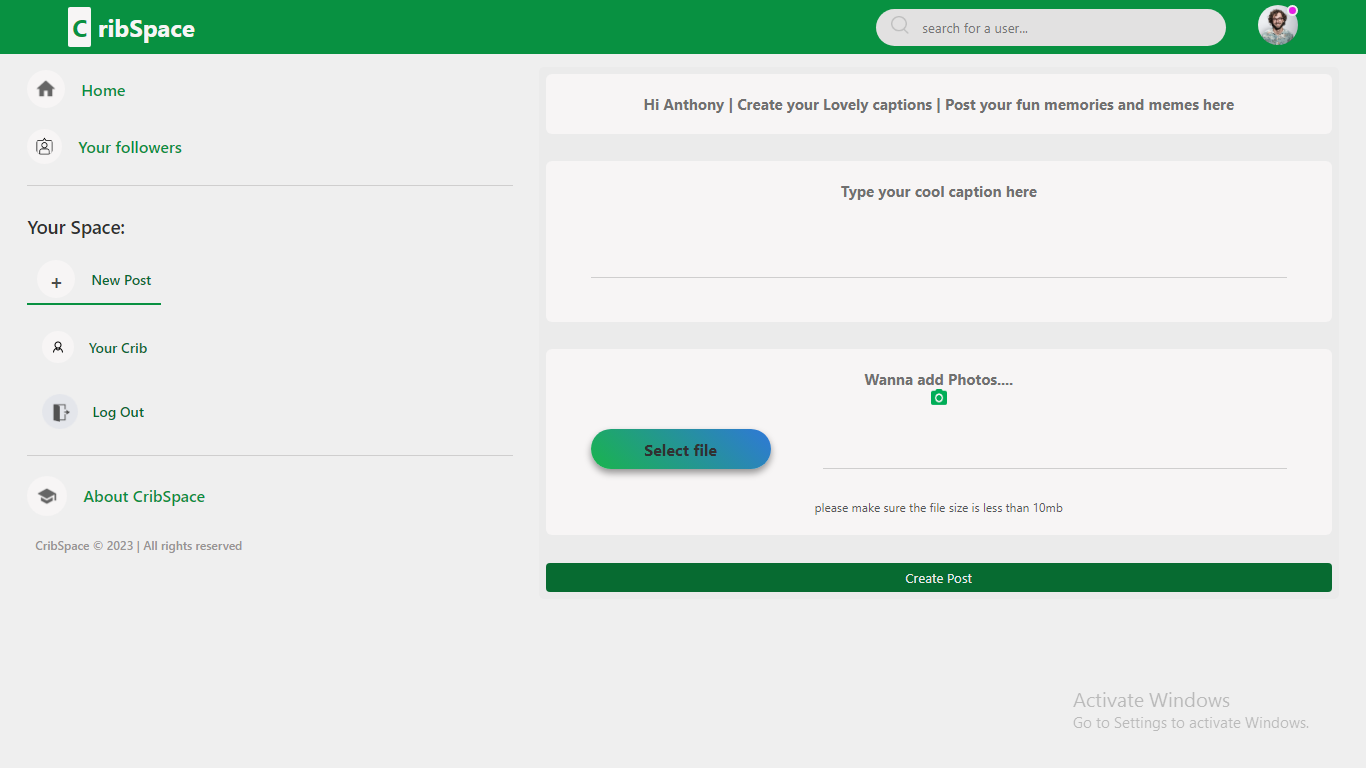 CribSpace
search for a user...
Home
Your followers
Your Space:
+ New Post
Your Crib
Log Out
About CribSpace
CribSpace © 2023 | All rights reserved
Hi Anthony | Create your Lovely captions | Post your fun memories and memes here
Type your cool caption here
Wanna add Photos....
Select file
please make sure the file size is less than 10mb
Create Post
Activate Windows
Go to Settings to activate Windows.